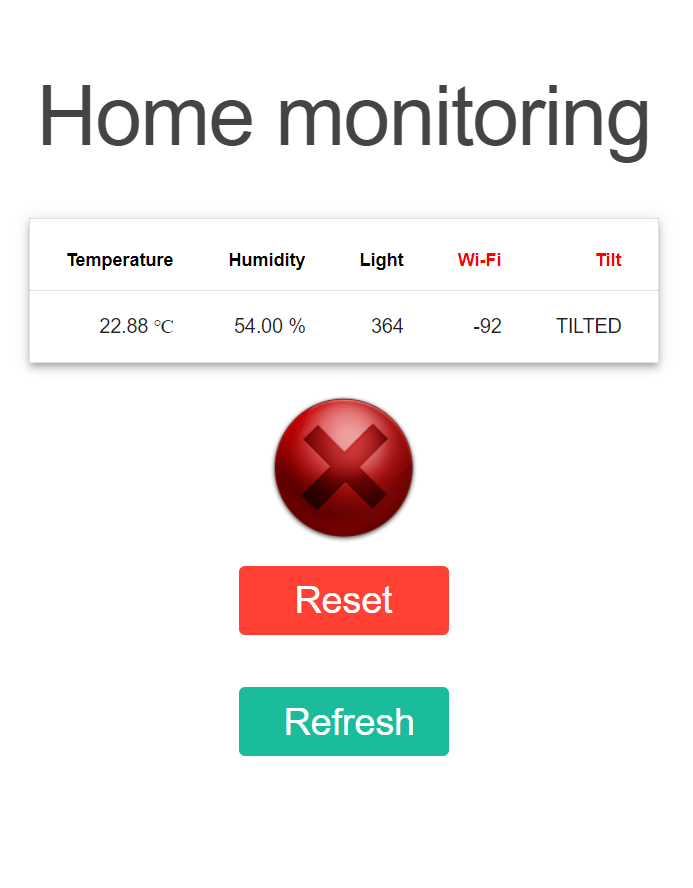 Home monitoring
Temperature Humidity Light Wi-Fi Tilt
22.88 °C 54.00 % 364 -92 TILTED
Reset
Refresh